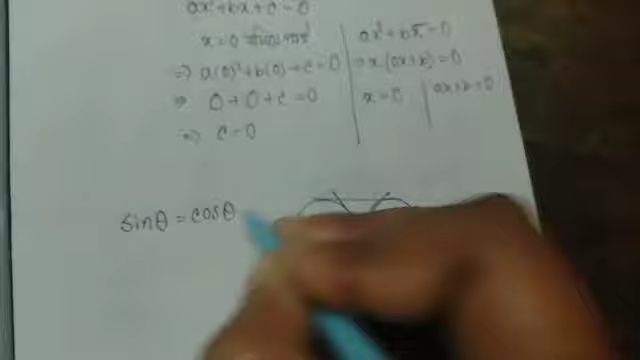 ax² + bx + c = 0
x = 0
⇒ a(0)² + b(0) + c = 0
⇒ 0 + 0 + c = 0
⇒ c = 0
ax² + bx = 0
⇒ x(ax + b) = 0
x = 0 | ax + b = 0
sinθ = cosθ